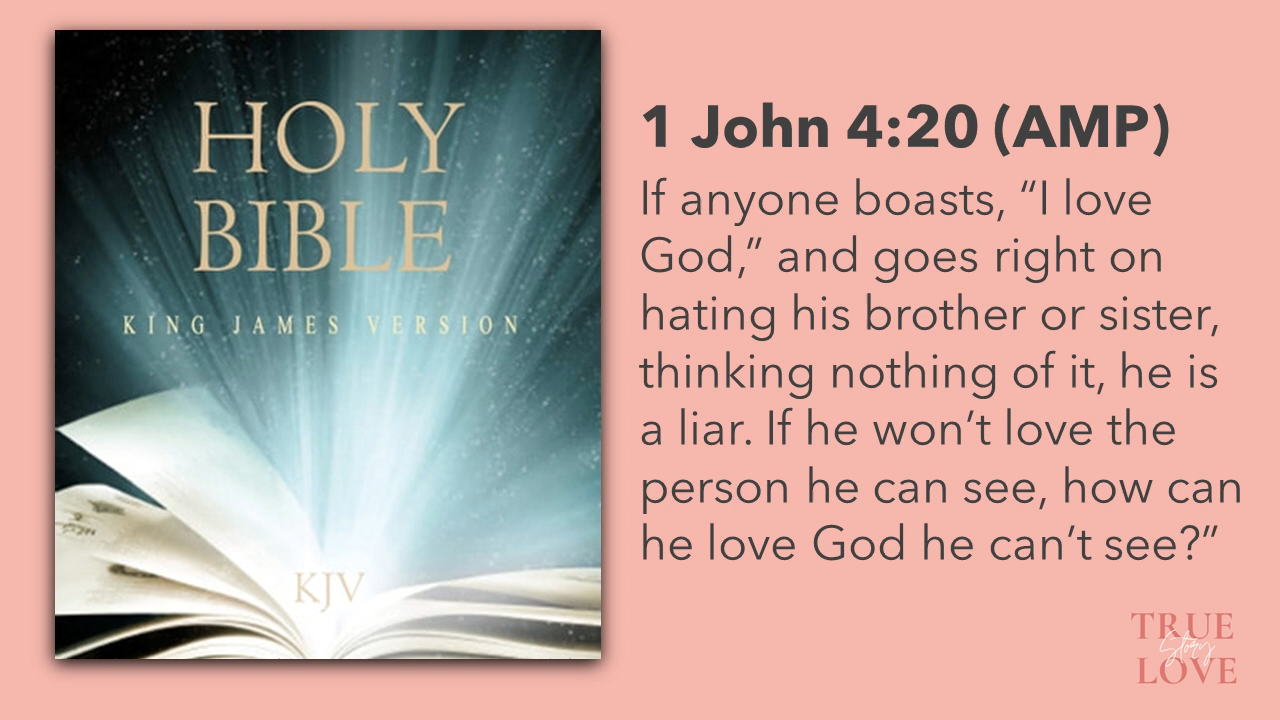 HOLY
BIBLE
KING JAMES VERSION
KJV
1 John 4:20 (AMP)
If anyone boasts, “I love
God,” and goes right on
hating his brother or sister,
thinking nothing of it, he is
a liar. If he won’t love the
person he can see, how can
he love God he can’t see?”
TRUE
Story
LOVE